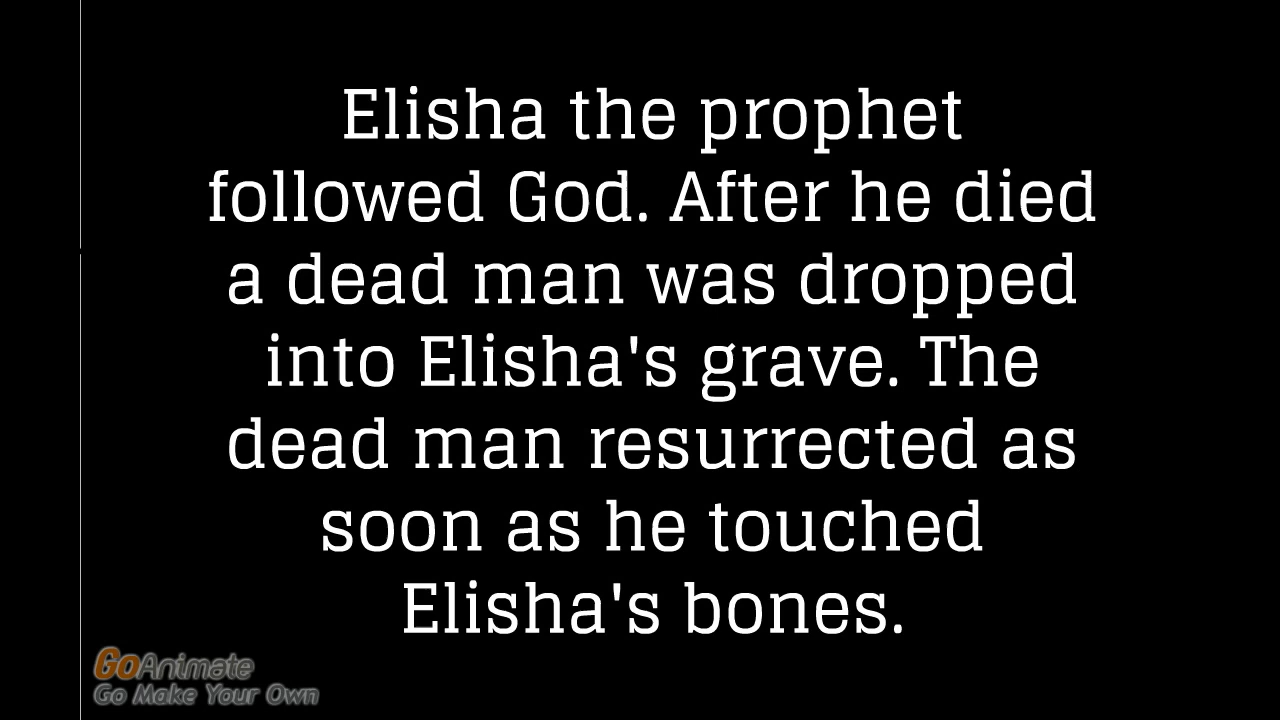 Elisha the prophet
followed God. After he died
a dead man was dropped
into Elisha's grave. The
dead man resurrected as
soon as he touched
Elisha's bones.
GoAnimate
Go Make Your Own